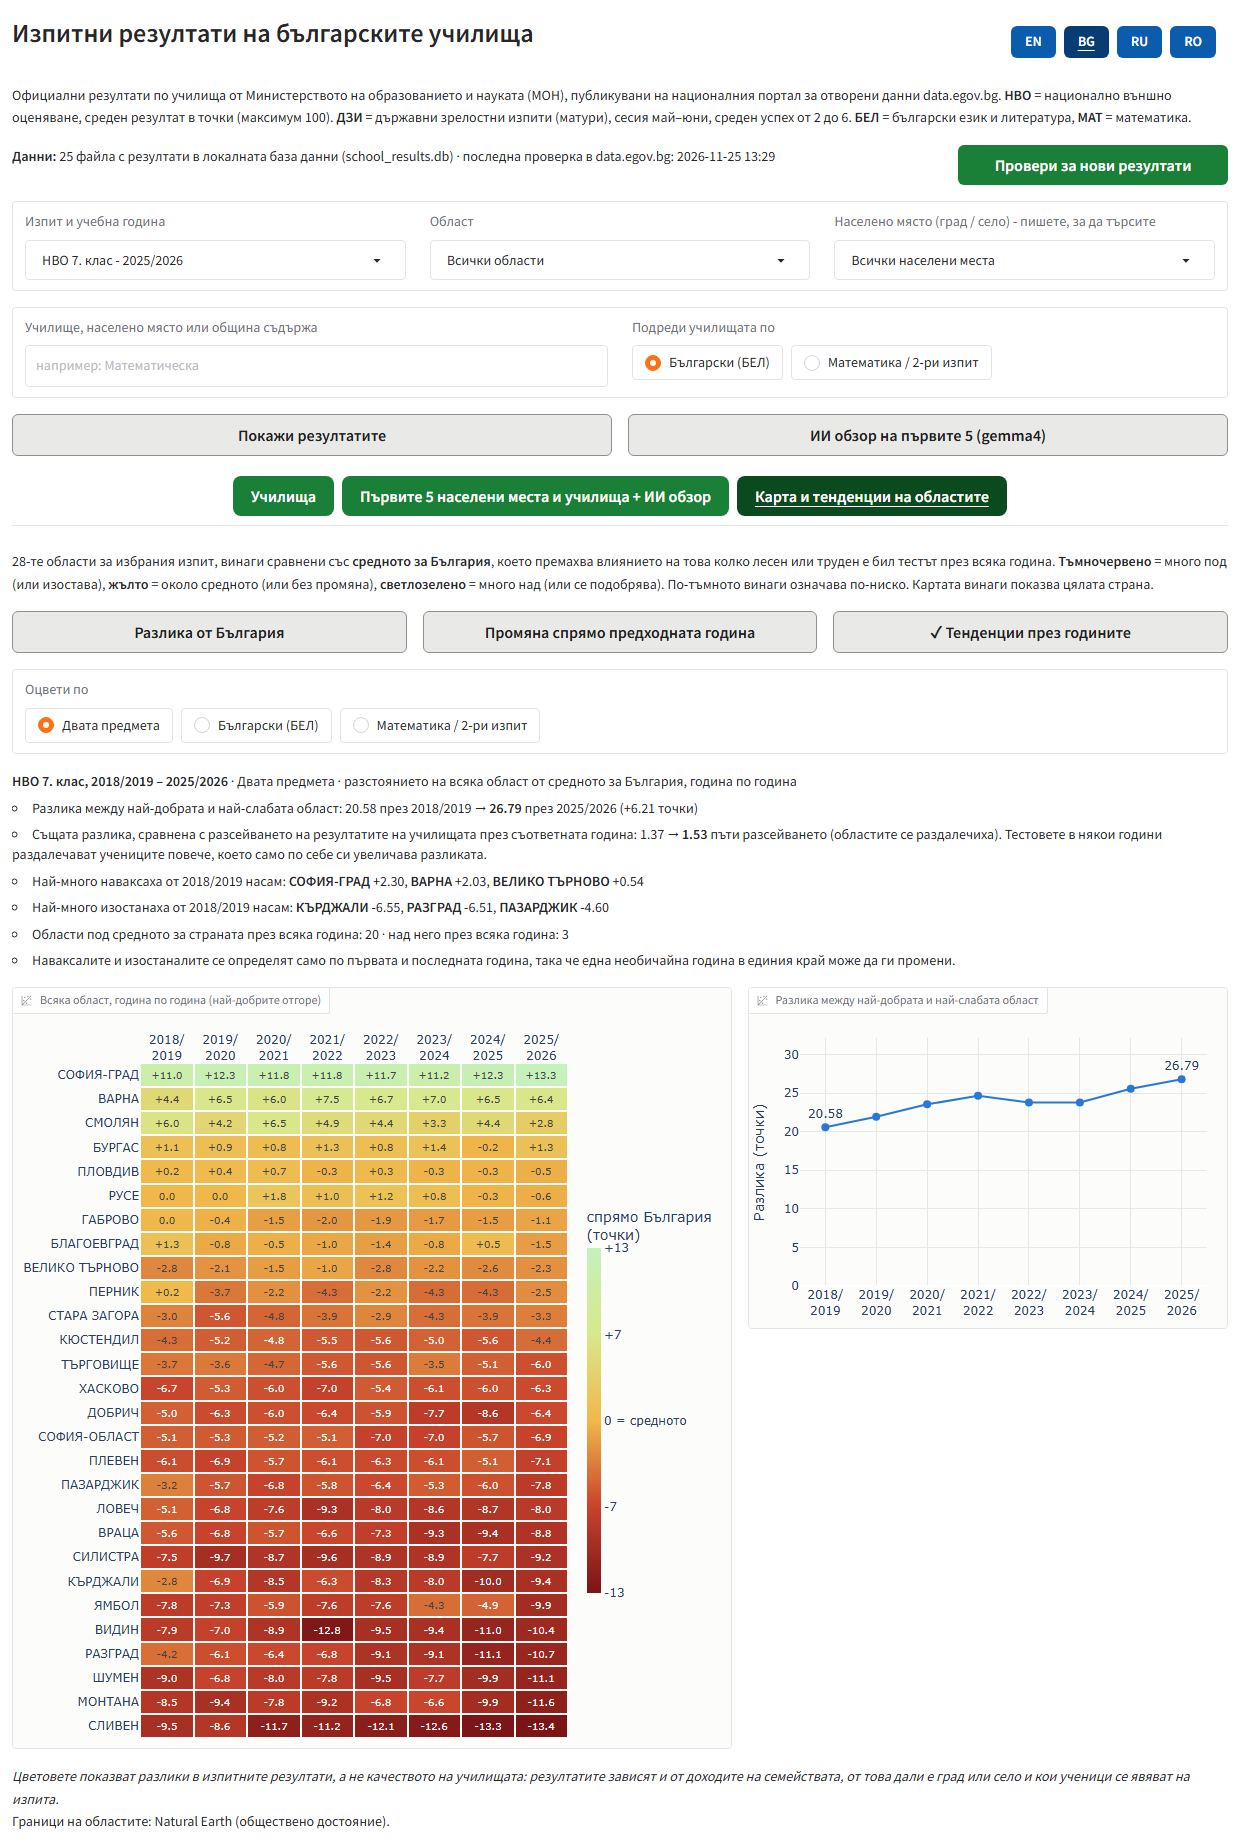 Изпитни резултати на българските училища
EN BG RU RO
Официални резултати по училища от Министерството на образованието и науката (МОН), публикувани на националния портал за отворени данни data.egov.bg. НВО = национално външно
оценяване, среден резултат в точки (максимум 100). ДЗИ = държавни зрелостни изпити (матури), сесия май–юни, среден успех от 2 до 6. БЕЛ = български език и литература, МАТ = математика.
Данни: 25 файла с резултати в локалната база данни (school_results.db) · последна проверка в data.egov.bg: 2026-11-25 13:29
Провери за нови резултати
Изпит и учебна година
Област
Населено място (град / село) - пишете, за да търсите
НВО 7. клас - 2025/2026
Всички области
Всички населени места
Училище, населено място или община съдържа
Подреди училищата по
например: Математическа
Български (БЕЛ)
Математика / 2-ри изпит
Покажи резултатите
ИИ обзор на първите 5 (gemma4)
Училища
Първите 5 населени места и училища + ИИ обзор
Карта и тенденции на областите
28-те области за избрания изпит, винаги сравнени със средното за България, което премахва влиянието на това колко лесен или труден е бил тестът през всяка година. Тъмночервено = много под
(или изостава), жълто = около средното (или без промяна), светлозелено = много над (или се подобрява). По-тъмното винаги означава по-ниско. Картата винаги показва цялата страна.
Разлика от България
Промяна спрямо предходната година
✓ Тенденции през годините
Оцвети по
Двата предмета
Български (БЕЛ)
Математика / 2-ри изпит
НВО 7. клас, 2018/2019 – 2025/2026 · Двата предмета · разстоянието на всяка област от средното за България, година по година
Разлика между най-добрата и най-слабата област: 20.58 през 2018/2019 → 26.79 през 2025/2026 (+6.21 точки)
Същата разлика, сравнена с разсейването на резултатите на училищата през съответната година: 1.37 → 1.53 пъти разсейването (областите се раздалечиха). Тестовете в някои години
раздалечават учениците повече, което само по себе си увеличава разликата.
Най-много наваксаха от 2018/2019 насам: СОФИЯ-ГРАД +2.30, ВАРНА +2.03, ВЕЛИКО ТЪРНОВО +0.54
Най-много изостанаха от 2018/2019 насам: КЪРДЖАЛИ -6.55, РАЗГРАД -6.51, ПАЗАРДЖИК -4.60
Области под средното за страната през всяка година: 20 · над него през всяка година: 3
Наваксалите и изостаналите се определят само по първата и последната година, така че една необичайна година в единия край може да ги промени.
Всяка област, година по година (най-добрите отгоре)
2018/ 2019/ 2020/ 2021/ 2022/ 2023/ 2024/ 2025/
2019 2020 2021 2022 2023 2024 2025 2026
СОФИЯ-ГРАД +11.0 +12.3 +11.8 +11.8 +11.7 +11.2 +12.3 +13.3
ВАРНА +4.4 +6.5 +6.0 +7.5 +6.7 +7.0 +6.5 +6.4
СМОЛЯН +6.0 +4.2 +6.5 +4.9 +4.4 +3.3 +4.4 +2.8
БУРГАС +1.1 +0.9 +0.8 +1.3 +0.8 +1.4 -0.2 +1.3
ПЛОВДИВ +0.2 +0.4 +0.7 -0.3 +0.3 -0.3 -0.3 -0.5
РУСЕ 0.0 0.0 +1.8 +1.0 +1.2 +0.8 -0.3 -0.6
ГАБРОВО 0.0 -0.4 -1.5 -2.0 -1.9 -1.7 -1.5 -1.1
БЛАГОЕВГРАД +1.3 -0.8 -0.5 -1.0 -1.4 -0.8 +0.5 -1.5
ВЕЛИКО ТЪРНОВО -2.8 -2.1 -1.5 -1.0 -2.8 -2.2 -2.6 -2.3
ПЕРНИК +0.2 -3.7 -2.2 -4.3 -2.2 -4.3 -4.3 -2.5
СТАРА ЗАГОРА -3.0 -5.6 -4.8 -3.9 -2.9 -4.3 -3.9 -3.3
КЮСТЕНДИЛ -4.3 -5.2 -4.8 -5.5 -5.6 -5.0 -5.6 -4.4
ТЪРГОВИЩЕ -3.7 -3.6 -4.7 -5.6 -5.6 -3.5 -5.1 -6.0
ХАСКОВО -6.7 -5.3 -6.0 -7.0 -5.4 -6.1 -6.0 -6.3
ДОБРИЧ -5.0 -6.3 -6.0 -6.4 -5.9 -7.7 -8.6 -6.4
СОФИЯ-ОБЛАСТ -5.1 -5.3 -5.2 -5.1 -7.0 -7.0 -5.7 -6.9
ПЛЕВЕН -6.1 -6.9 -5.7 -6.1 -6.3 -6.1 -5.1 -7.1
ПАЗАРДЖИК -3.2 -5.7 -6.8 -5.8 -6.4 -5.3 -6.0 -7.8
ЛОВЕЧ -5.1 -6.8 -7.6 -9.3 -8.0 -8.6 -8.7 -8.0
ВРАЦА -5.6 -6.8 -5.7 -6.6 -7.3 -9.3 -9.4 -8.8
СИЛИСТРА -7.5 -9.7 -8.7 -9.6 -8.9 -8.9 -7.7 -9.2
КЪРДЖАЛИ -2.8 -6.9 -8.5 -6.3 -8.3 -8.0 -10.0 -9.4
ЯМБОЛ -7.8 -7.3 -5.9 -7.6 -7.6 -4.3 -4.9 -9.9
ВИДИН -7.9 -7.0 -8.9 -12.8 -9.5 -9.4 -11.0 -10.4
РАЗГРАД -4.2 -6.1 -6.4 -6.8 -9.1 -9.1 -11.1 -10.7
ШУМЕН -9.0 -6.8 -8.0 -7.8 -9.5 -7.7 -9.9 -11.1
МОНТАНА -8.5 -9.4 -7.8 -9.2 -6.8 -6.6 -9.9 -11.6
СЛИВЕН -9.5 -8.6 -11.7 -11.2 -12.1 -12.6 -13.3 -13.4
спрямо България
(точки)
+13
+7
0 = средното
-7
-13
Разлика между най-добрата и най-слабата област
Разлика (точки)
30
25
20
15
10
5
0
20.58
26.79
2018/ 2019/ 2020/ 2021/ 2022/ 2023/ 2024/ 2025/
2019 2020 2021 2022 2023 2024 2025 2026
Цветовете показват разлики в изпитните резултати, а не качеството на училищата: резултатите зависят и от доходите на семействата, от това дали е град или село и кои ученици се явяват на
изпита.
Граници на областите: Natural Earth (обществено достояние).